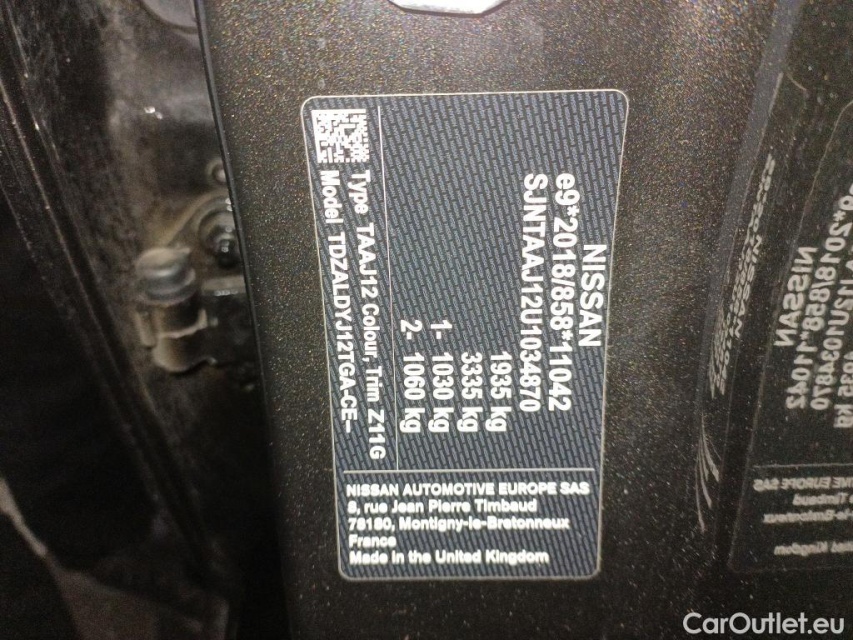 NISSAN
e9*2018/858*11042
SJNTAAJ12U1034870
1935 kg
3335 kg
1- 1030 kg
2- 1060 kg
Type TAAJ12 Colour, Trim Z11G
Model TDZALDYJ12TGA-CE-
NISSAN AUTOMOTIVE EUROPE SAS
8, rue Jean Pierre Timbaud
78180, Montigny-le-Bretonneux
France
Made in the United Kingdom
CarOutlet.eu